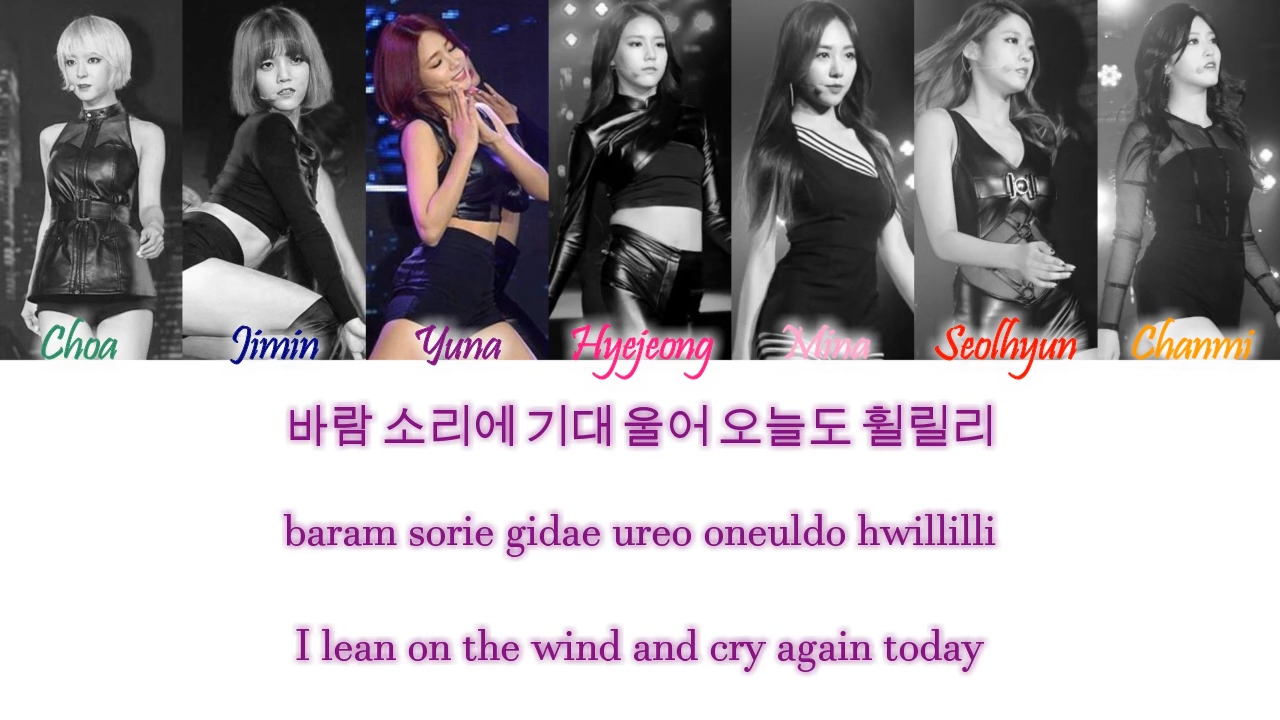 Choa Jimin Yuna Hyejeong Mina Seolhyun Chanmi
바람 소리에 기대 울어 오늘도 휠릴리
baram sorie gidae ureo oneuldo hwillilli
I lean on the wind and cry again today